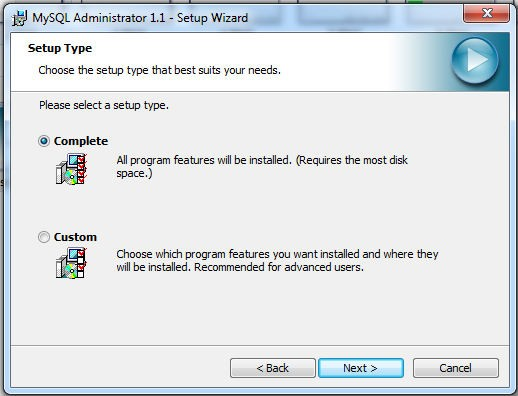 MySQL Administrator 1.1 - Setup Wizard
Setup Type
Choose the setup type that best suits your needs.
Please select a setup type.
Complete
All program features will be installed. (Requires the most disk
space.)
Custom
Choose which program features you want installed and where they
will be installed. Recommended for advanced users.
< Back
Next >
Cancel